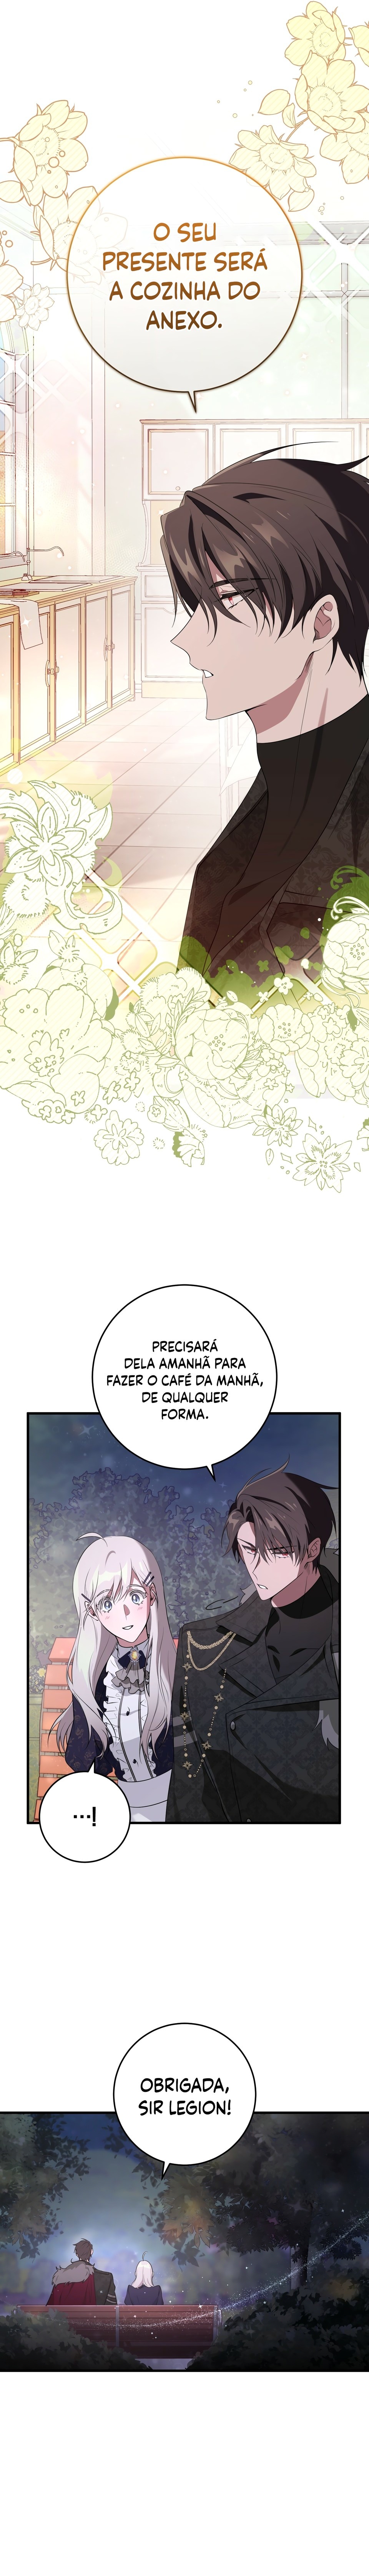 O SEU
PRESENTE SERÁ
A COZINHA DO
ANEXO.
PRECISARÁ
DELA AMANHÃ PARA
FAZER O CAFÉ DA MANHÃ,
DE QUALQUER
FORMA.
...!
OBRIGADA,
SIR LEGION!